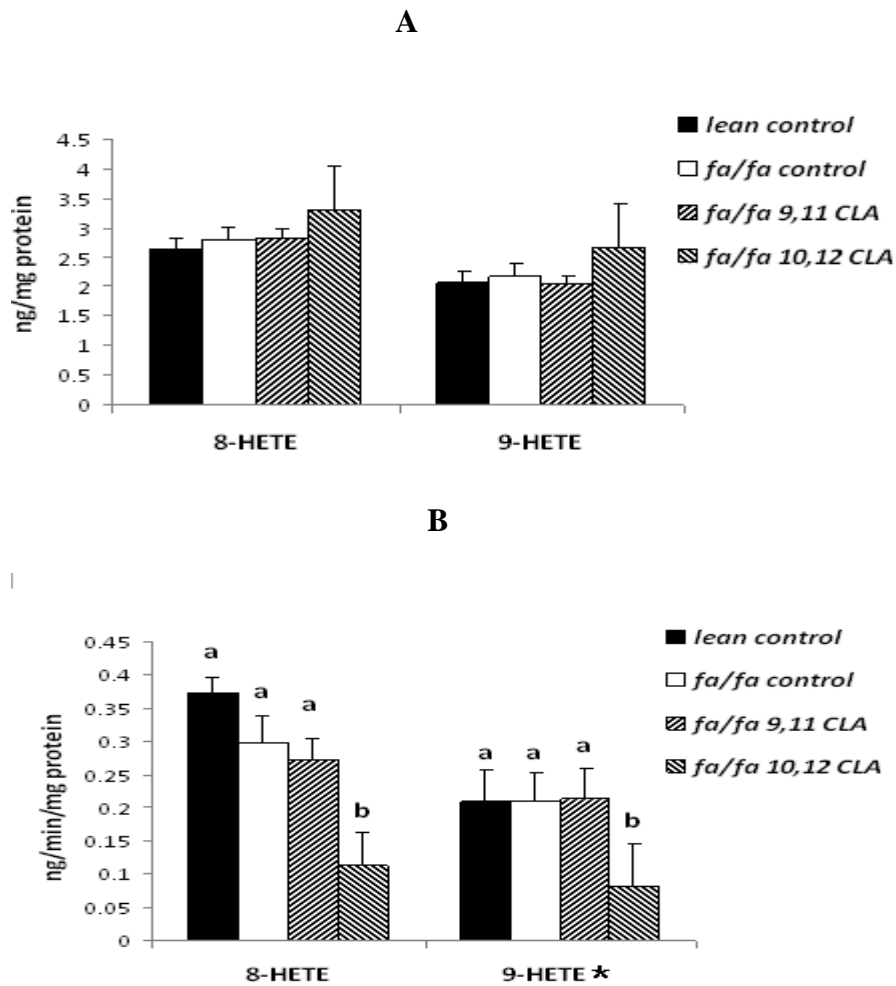 A
4.5
4
3.5
3
2.5
2
1.5
1
0.5
0
ng/mg protein
8-HETE 9-HETE
lean control
fa/fa control
fa/fa 9,11 CLA
fa/fa 10,12 CLA
B
0.45
0.4
0.35
0.3
0.25
0.2
0.15
0.1
0.05
0
ng/min/mg protein
a a a b a a a b
8-HETE 9-HETE *
lean control
fa/fa control
fa/fa 9,11 CLA
fa/fa 10,12 CLA